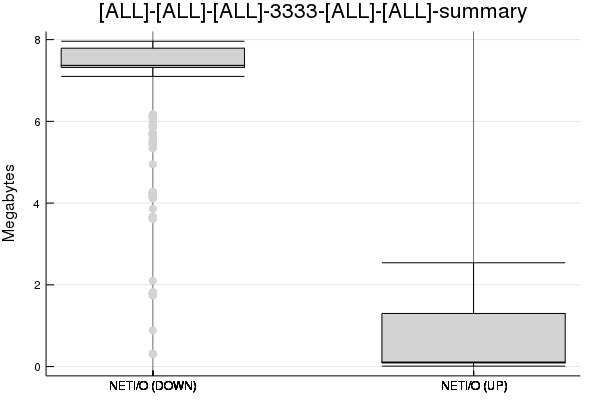 [ALL]-[ALL]-[ALL]-3333-[ALL]-[ALL]-summary
8
6
4
2
0
Megabytes
NETI/O (DOWN)
NETI/O (UP)